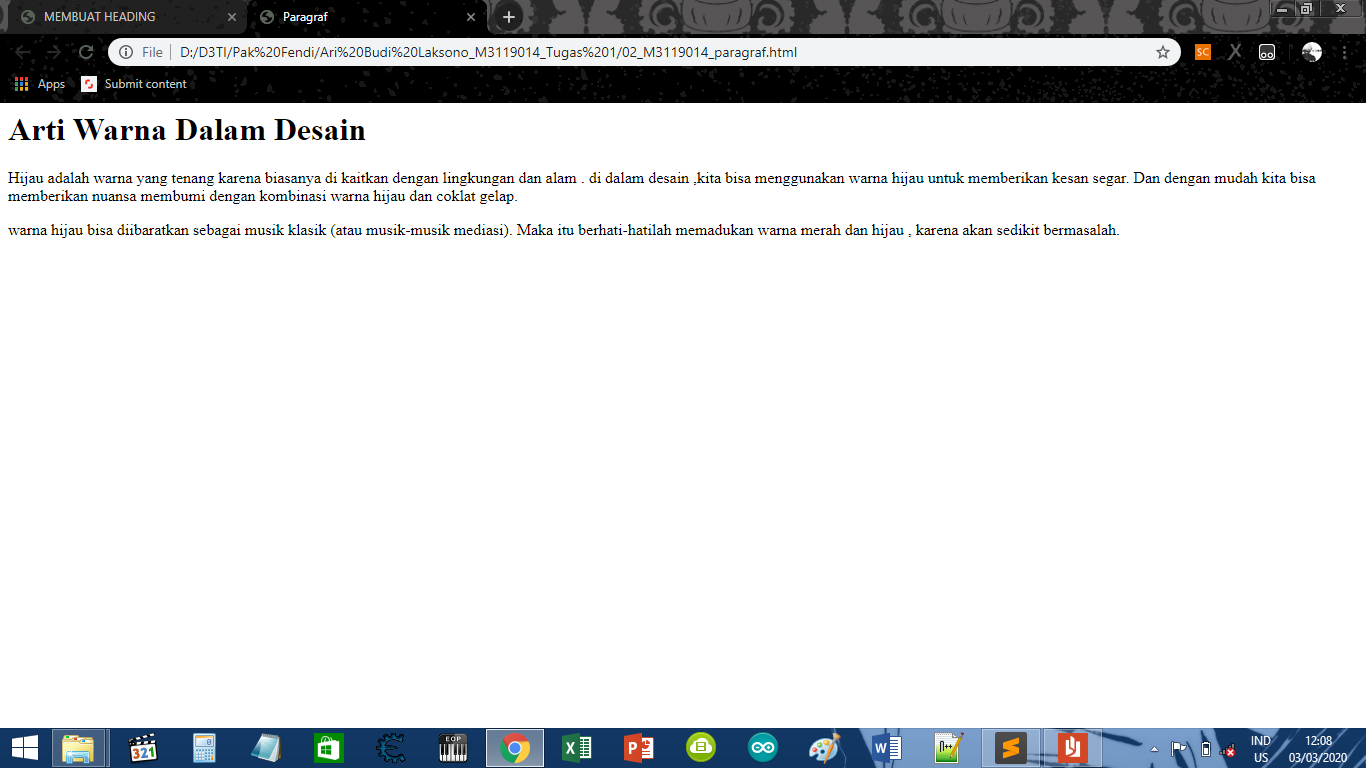 MEMBUAT HEADING
Paragraf
File
D:/D3TI/Pak%20Fendi/Ari%20Budi%20Laksono_M3119014_Tugas%201/02_M3119014_paragraf.html
SC
Apps
Submit content
Arti Warna Dalam Desain
Hijau adalah warna yang tenang karena biasanya di kaitkan dengan lingkungan dan alam . di dalam desain ,kita bisa menggunakan warna hijau untuk memberikan kesan segar. Dan dengan mudah kita bisa
memberikan nuansa membumi dengan kombinasi warna hijau dan coklat gelap.
warna hijau bisa diibaratkan sebagai musik klasik (atau musik-musik mediasi). Maka itu berhati-hatilah memadukan warna merah dan hijau , karena akan sedikit bermasalah.
321
EOP
IND
12:08
US
03/03/2020